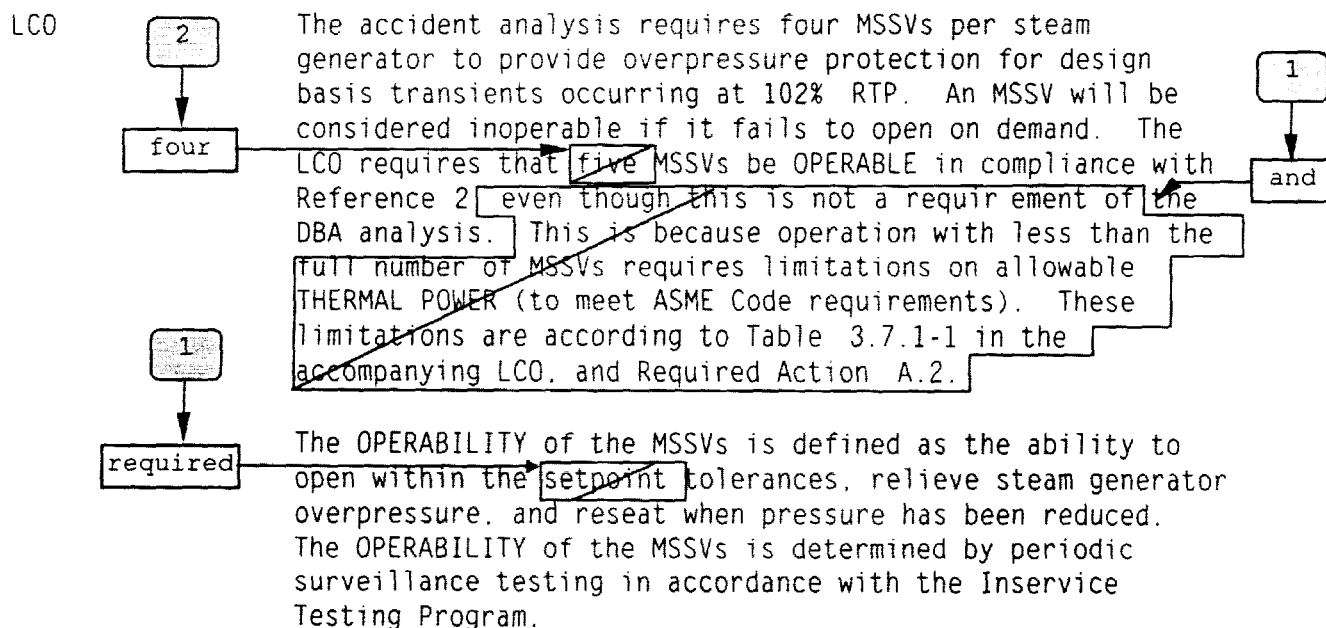 LCO
2
The accident analysis requires four MSSVs per steam
generator to provide overpressure protection for design
1
basis transients occurring at 102% RTP. An MSSV will be
considered inoperable if it fails to open on demand. The
four
LCO requires that five MSSVs be OPERABLE in compliance with
and
Reference 2 even though this is not a requir ement of the
DBA analysis. This is because operation with less than the
full number of MSSVs requires limitations on allowable
THERMAL POWER (to meet ASME Code requirements). These
limitations are according to Table 3.7.1-1 in the
1
accompanying LCO, and Required Action A.2.
The OPERABILITY of the MSSVs is defined as the ability to
required
open within the setpoint tolerances, relieve steam generator
overpressure, and reseat when pressure has been reduced.
The OPERABILITY of the MSSVs is determined by periodic
surveillance testing in accordance with the Inservice
Testing Program.